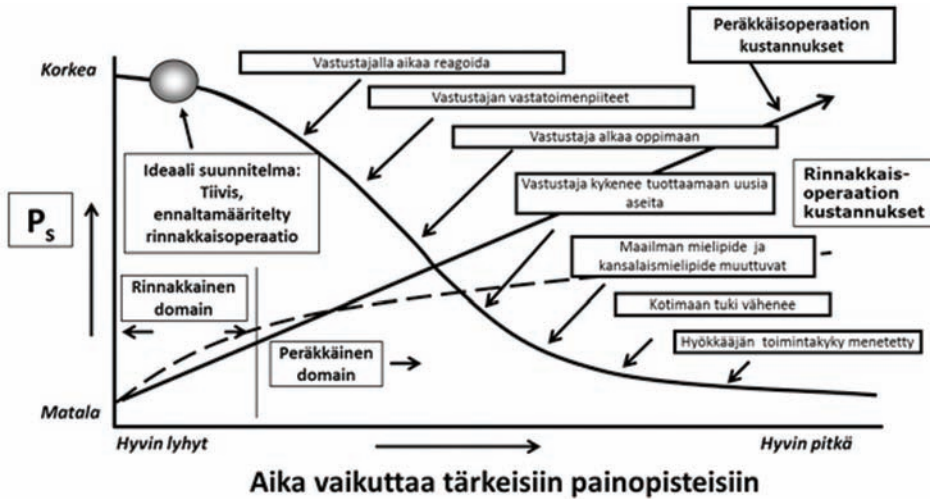 Peräkkäisoperaation
kustannukset
Korkea
Vastustajalla aikaa reagoida
Vastustajan vastatoimenpiiteet
Vastustaja alkaa oppimaan
Ideaali suunnitelma:
Tiivis,
ennaltamääritelty
rinnakkaisoperaatio
Vastustaja kykenee tuottaamaan uusia
aseita
Rinnakkais-
operaation
kustannukset
Ps
Maailman mielipide ja
kansalaismielipide muuttuvat
Rinnakkainen
domain
Kotimaan tuki vähenee
Peräkkäinen
domain
Hyökkääjän toimintakyky menetetty
Matala
Hyvin lyhyt
Hyvin pitkä
Aika vaikuttaa tärkeisiin painopisteisiin